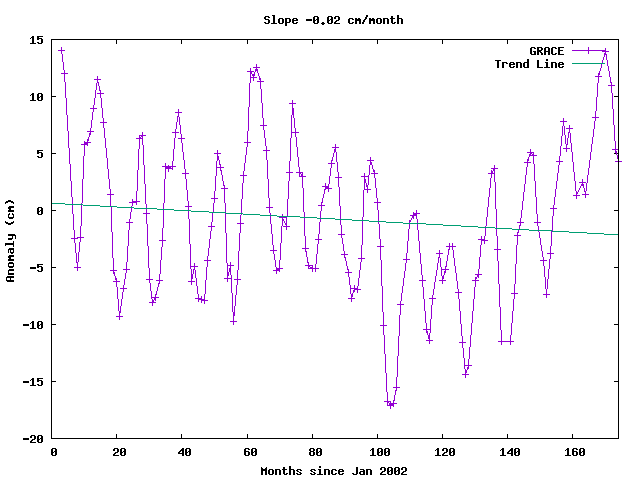 Slope -0.02 cm/month
GRACE
Trend Line
15
10
5
0
-5
-10
-15
-20
Anomaly (cm)
0 20 40 60 80 100 120 140 160
Months since Jan 2002